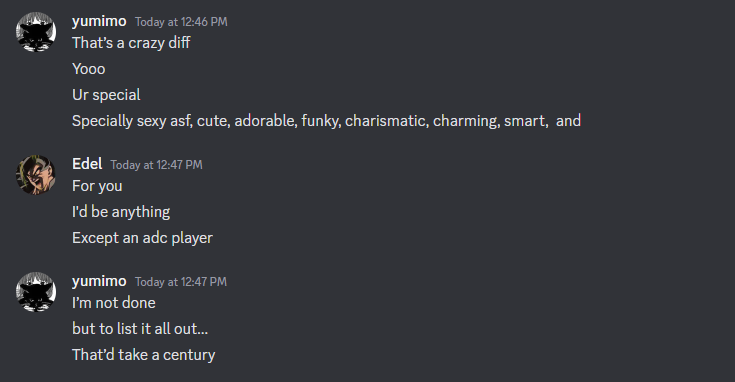 yumimo Today at 12:46 PM
That's a crazy diff
Yooo
Ur special
Specially sexy asf, cute, adorable, funky, charismatic, charming, smart,  and
Edel Today at 12:47 PM
For you
I'd be anything
Except an adc player
yumimo Today at 12:47 PM
I'm not done
but to list it all out...
That'd take a century